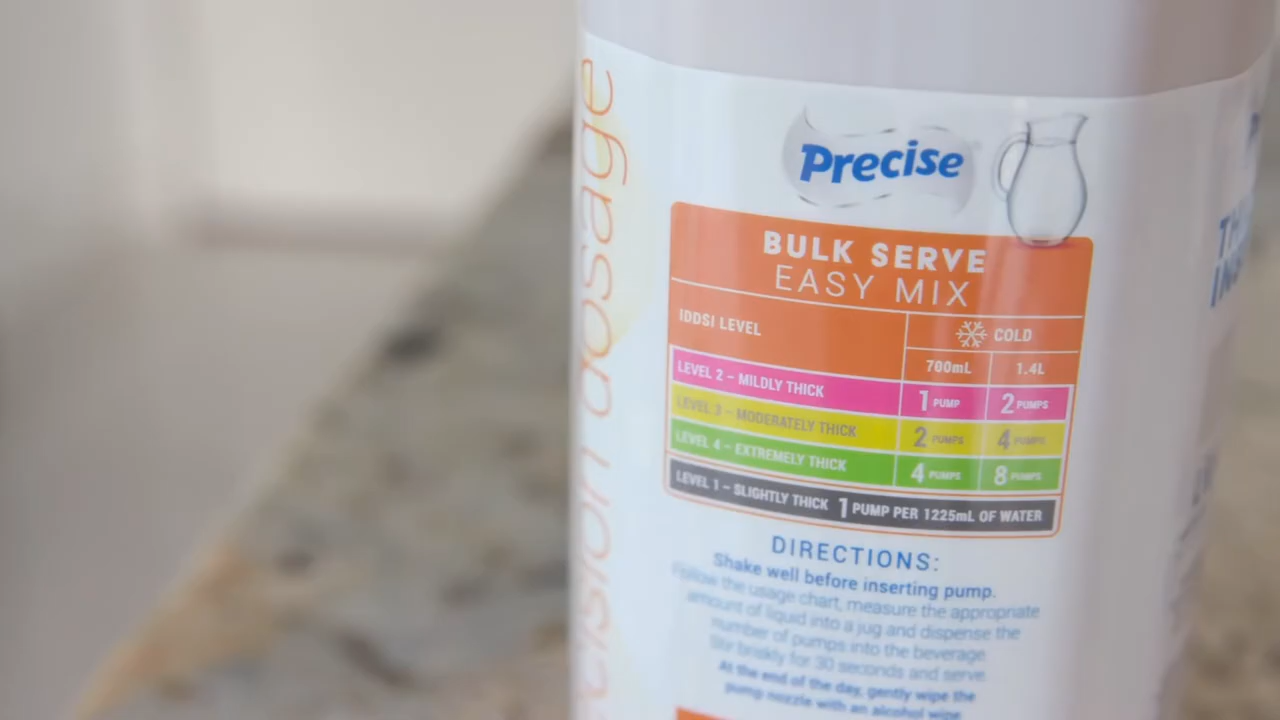 Precise
BULK SERVE
EASY MIX
IDDSI LEVEL
COLD
700mL 1.4L
LEVEL 2 – MILDLY THICK 1 PUMP 2 PUMPS
LEVEL 3 – MODERATELY THICK 2 PUMPS 4 PUMPS
LEVEL 4 – EXTREMELY THICK 4 PUMPS 8 PUMPS
LEVEL 1 – SLIGHTLY THICK 1 PUMP PER 1225mL OF WATER
DIRECTIONS:
Shake well before inserting pump.
Follow the usage chart, measure the appropriate
amount of liquid into a jug and dispense the
number of pumps into the beverage
Stir briskly for 30 seconds and serve
At the end of the day, gently wipe the
pump nozzle with an alcohol wipe
dosage